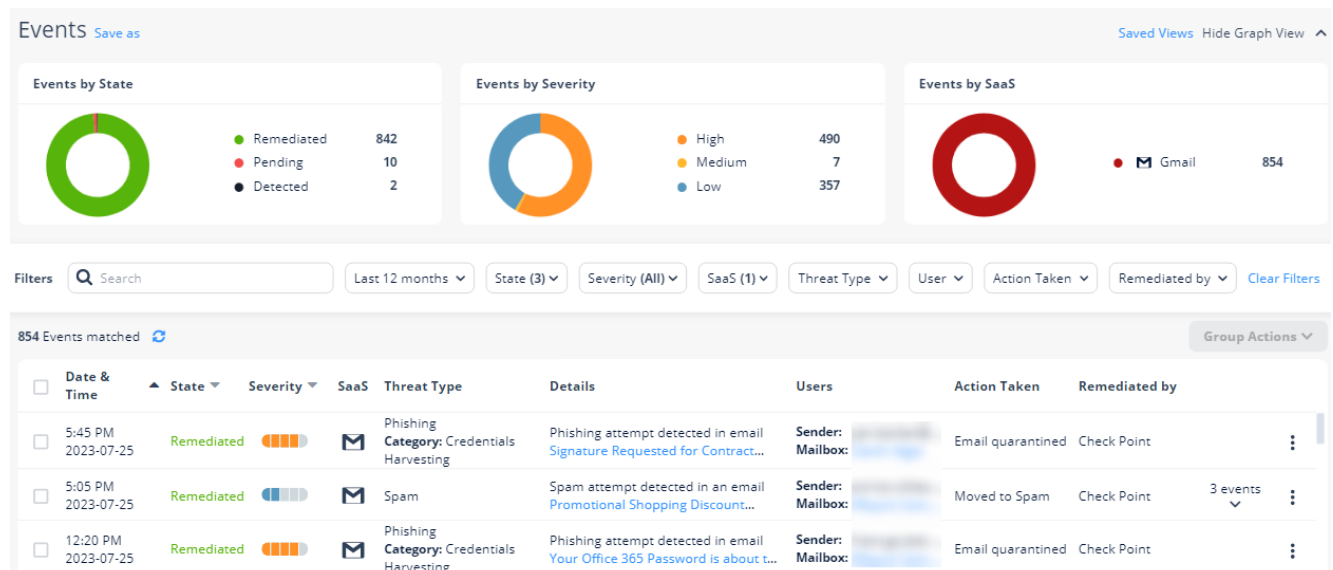 Events Save as
Saved Views Hide Graph View
Events by State
Remediated 842
Pending 10
Detected 2
Events by Severity
High 490
Medium 7
Low 357
Events by SaaS
Gmail 854
Filters Search Last 12 months State (3) Severity (All) SaaS (1) Threat Type User Action Taken Remediated by Clear Filters
854 Events matched Group Actions
Date & Time State Severity SaaS Threat Type Details Users Action Taken Remediated by
5:45 PM
2023-07-25
Remediated
Phishing
Category: Credentials
Harvesting
Phishing attempt detected in email
Signature Requested for Contract...
Sender:
Mailbox:
Email quarantined
Check Point
5:05 PM
2023-07-25
Remediated
Spam
Spam attempt detected in an email
Promotional Shopping Discount...
Sender:
Mailbox:
Moved to Spam
Check Point
3 events
12:20 PM
2023-07-25
Remediated
Phishing
Category: Credentials
Harvesting
Phishing attempt detected in email
Your Office 365 Password is about t...
Sender:
Mailbox:
Email quarantined
Check Point